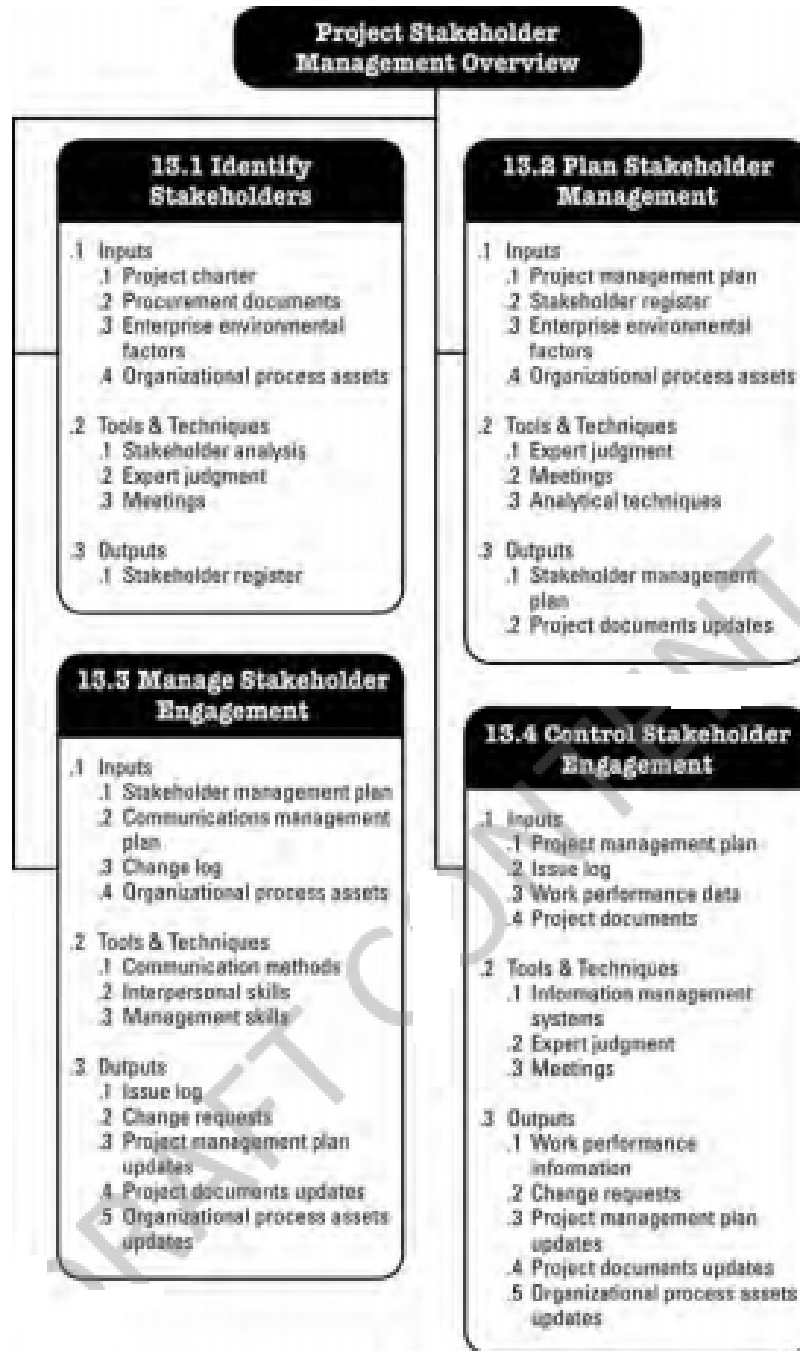 Project Stakeholder
Management Overview
13.1 Identify
Stakeholders
.1 Inputs
.1 Project charter
.2 Procurement documents
.3 Enterprise environmental
factors
.4 Organizational process assets
.2 Tools & Techniques
.1 Stakeholder analysis
.2 Expert judgment
.3 Meetings
.3 Outputs
.1 Stakeholder register
13.2 Plan Stakeholder
Management
.1 Inputs
.1 Project management plan
.2 Stakeholder register
.3 Enterprise environmental
factors
.4 Organizational process assets
.2 Tools & Techniques
.1 Expert judgment
.2 Meetings
.3 Analytical techniques
.3 Outputs
.1 Stakeholder management
plan
.2 Project documents updates
13.3 Manage Stakeholder
Engagement
.1 Inputs
.1 Stakeholder management plan
.2 Communications management
plan
.3 Change log
.4 Organizational process assets
.2 Tools & Techniques
.1 Communication methods
.2 Interpersonal skills
.3 Management skills
.3 Outputs
.1 Issue log
.2 Change requests
.3 Project management plan
updates
.4 Project documents updates
.5 Organizational process assets
updates
13.4 Control Stakeholder
Engagement
.1 Inputs
.1 Project management plan
.2 Issue log
.3 Work performance data
.4 Project documents
.2 Tools & Techniques
.1 Information management
systems
.2 Expert judgment
.3 Meetings
.3 Outputs
.1 Work performance
information
.2 Change requests
.3 Project management plan
updates
.4 Project documents updates
.5 Organizational process assets
updates
DRAFT CONTENT